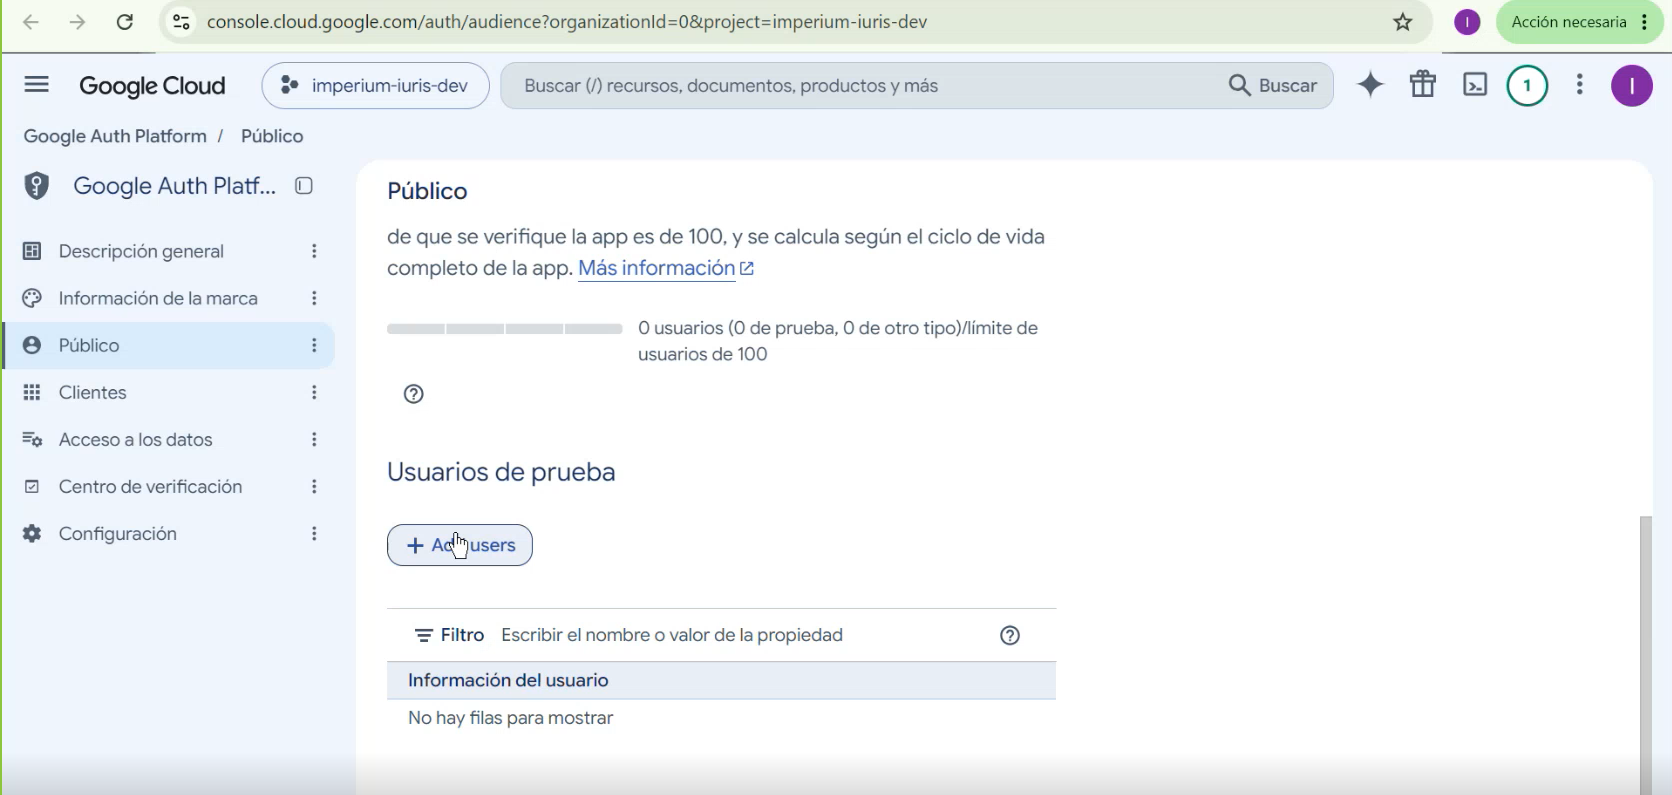 console.cloud.google.com/auth/audience?organizationId=0&project=imperium-iuris-dev
I
Acción necesaria
Google Cloud
imperium-iuris-dev
Buscar (/) recursos, documentos, productos y más
Buscar
1
I
Google Auth Platform / Público
Google Auth Platf...
Descripción general
Información de la marca
Público
Clientes
Acceso a los datos
Centro de verificación
Configuración
Público
de que se verifique la app es de 100, y se calcula según el ciclo de vida
completo de la app. Más información
0 usuarios (0 de prueba, 0 de otro tipo)/límite de
usuarios de 100
Usuarios de prueba
+ Add users
Filtro Escribir el nombre o valor de la propiedad
Información del usuario
No hay filas para mostrar